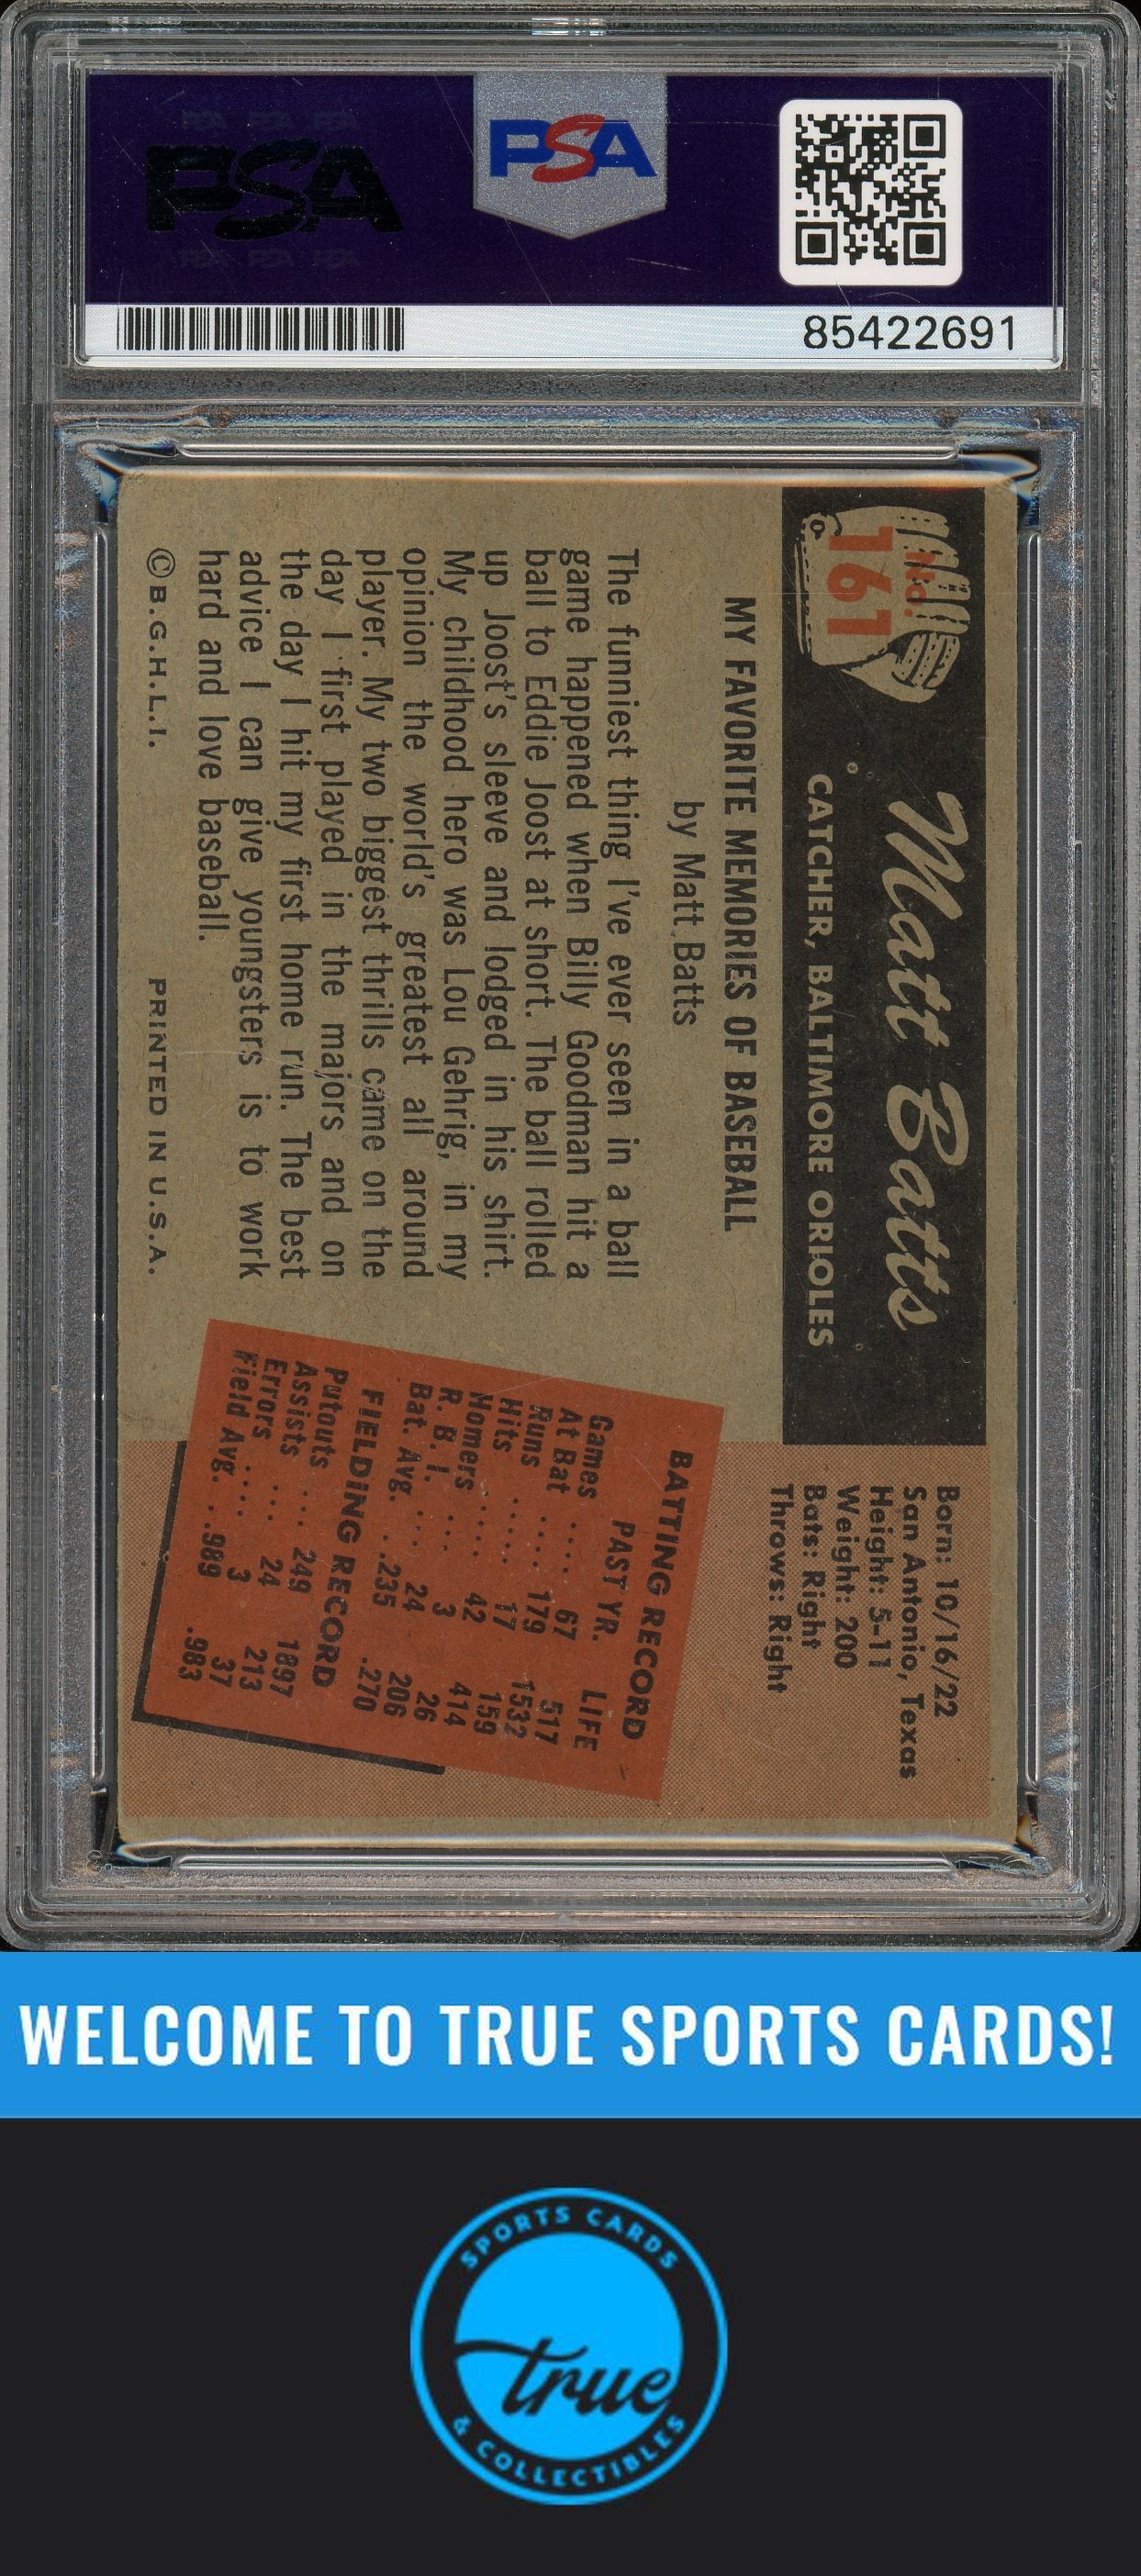 PSA
PSA
85422691
No.
161
Matt Batts
CATCHER, BALTIMORE ORIOLES
MY FAVORITE MEMORIES OF BASEBALL
by Matt Batts
The funniest thing I've ever seen in a ball
game happened when Billy Goodman hit a
ball to Eddie Joost at short. The ball rolled
up Joost's sleeve and lodged in his shirt.
My childhood hero was Lou Gehrig, in my
opinion the world's greatest all around
player. My two biggest thrills came on the
day I first played in the majors and on
the day I hit my first home run. The best
advice I can give youngsters is to work
hard and love baseball.
© B.G.H.L.I. PRINTED IN U.S.A.
Born: 10/16/22
San Antonio, Texas
Height: 5-11
Weight: 200
Bats: Right
Throws: Right
BATTING RECORD
PAST YR. LIFE
Games .... 67 517
At Bat .... 179 1532
Runs ..... 17 159
Hits ..... 42 414
Homers .... 3 26
R. B. I. .... 24 206
Bat. Avg. ...235 .270
FIELDING RECORD
Putouts ... 249 1897
Assists ... 24 213
Errors .... 3 37
Field Avg. ...989 .983
WELCOME TO TRUE SPORTS CARDS!
SPORTS CARDS
true
& COLLECTIBLES